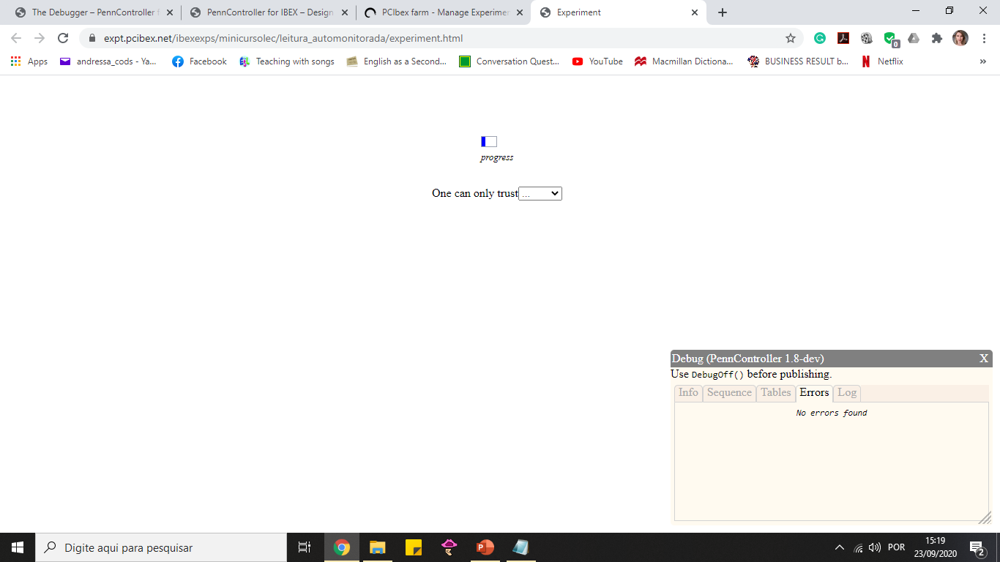 The Debugger – PennController f
PennController for IBEX – Design
PCIbex farm - Manage Experimen
Experiment
expt.pcibex.net/ibexexps/minicursolec/leitura_automonitorada/experiment.html
0
Apps
andressa_cods - Ya...
Facebook
Teaching with songs
English as a Second...
Conversation Quest...
YouTube
Macmillan Dictiona...
BUSINESS RESULT b...
Netflix
»
progress
One can only trust ...
Debug (PennController 1.8-dev) X
Use DebugOff() before publishing.
Info Sequence Tables Errors Log
No errors found
Digite aqui para pesquisar
POR
15:19
23/09/2020
2